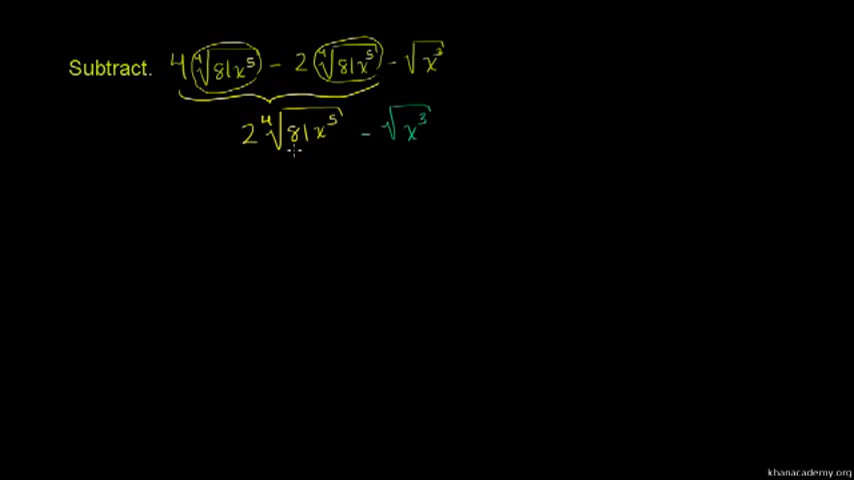 Subtract. 4(∜81x⁵) - 2(∜81x⁵) - √x³
2∜81x⁵ - √x³
khanacademy.org